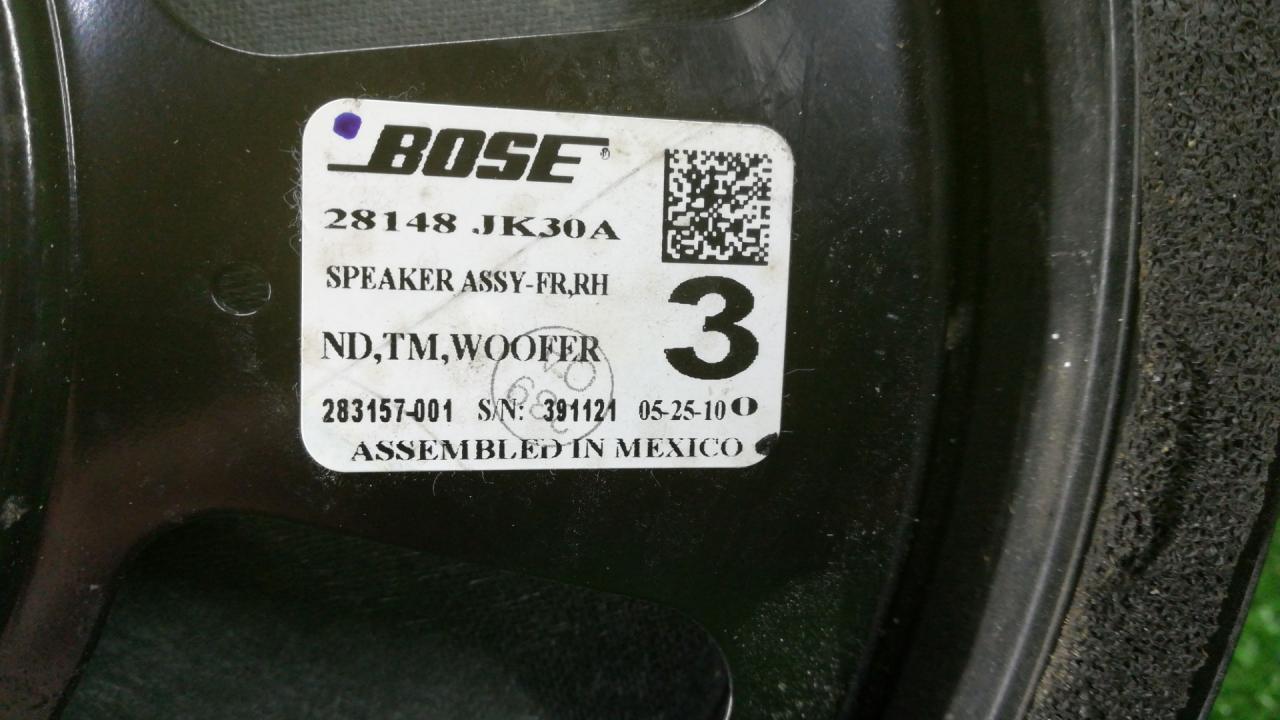 BOSE®
28148 JK30A
SPEAKER ASSY-FR,RH
ND,TM,WOOFER
3
283157-001 S/N: 391121 05-25-10 O
ASSEMBLED IN MEXICO